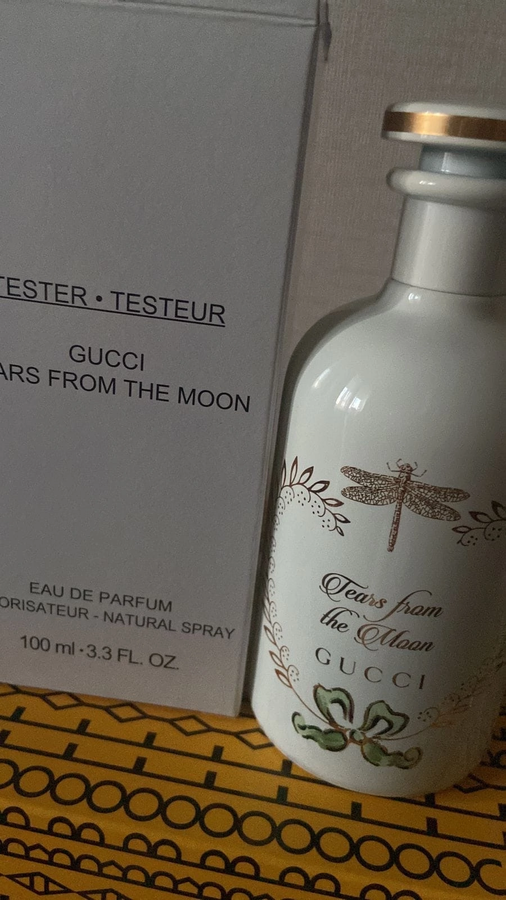 TESTER • TESTEUR
GUCCI
ARS FROM THE MOON
EAU DE PARFUM
ORISATEUR - NATURAL SPRAY
100 ml • 3.3 FL. OZ.
Tears from
the Moon
GUCCI